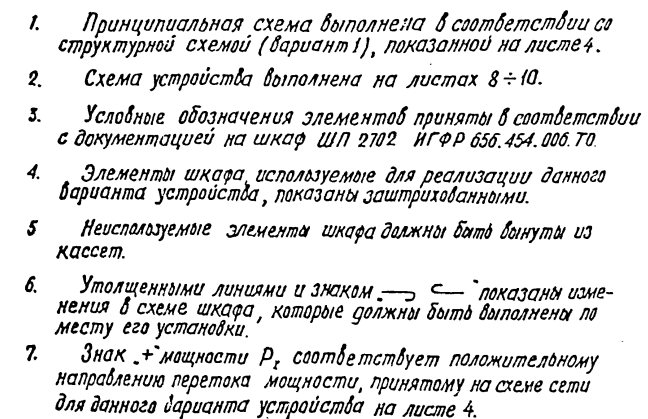 1. Принципиальная схема выполнена в соответствии со
структурной схемой (вариант 1), показанной на листе 4.
2. Схема устройства выполнена на листах 8÷10.
3. Условные обозначения элементов приняты в соответствии
с документацией на шкаф ШП 2702 ИГФР 656.454.006.ТО.
4. Элементы шкафа, используемые для реализации данного
варианта устройства, показаны заштрихованными.
5 Неиспользуемые элементы шкафа должны быть вынуты из
кассет.
6. Утолщенными линиями и знаком показаны изме-
нения в схеме шкафа, которые должны быть выполнены по
месту его установки.
7. Знак „+" мощности Pг соответствует положительному
направлению перетока мощности, принятому на схеме сети
для данного варианта устройства на листе 4.